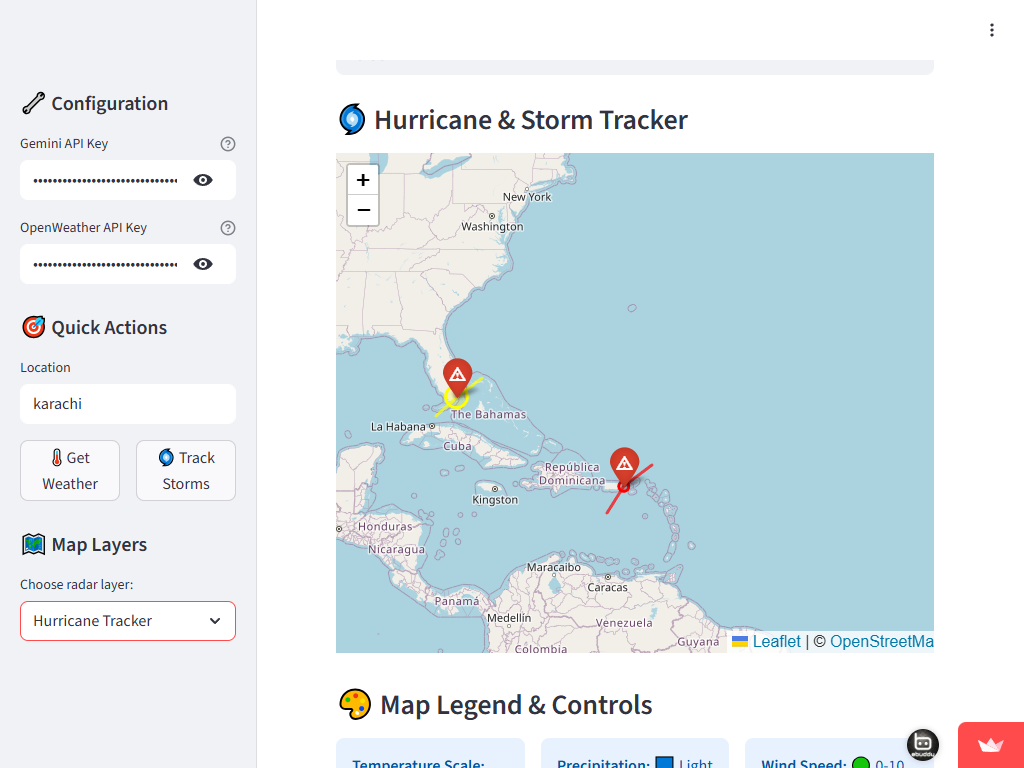 Configuration
Gemini API Key
••••••••••••••••••••••••••••••
OpenWeather API Key
••••••••••••••••••••••••••••••
Quick Actions
Location
karachi
Get Weather
Track Storms
Map Layers
Choose radar layer:
Hurricane Tracker
Hurricane & Storm Tracker
+
−
New York
Washington
The Bahamas
La Habana
Cuba
República
Dominicana
Kingston
Honduras
Nicaragua
Maracaibo
Caracas
Panamá
Medellín
Venezuela
Guyana
Colombia
Leaflet | © OpenStreetMa
Map Legend & Controls
Temperature Scale:
Precipitation: Light
Wind Speed: 0-10
abuddy